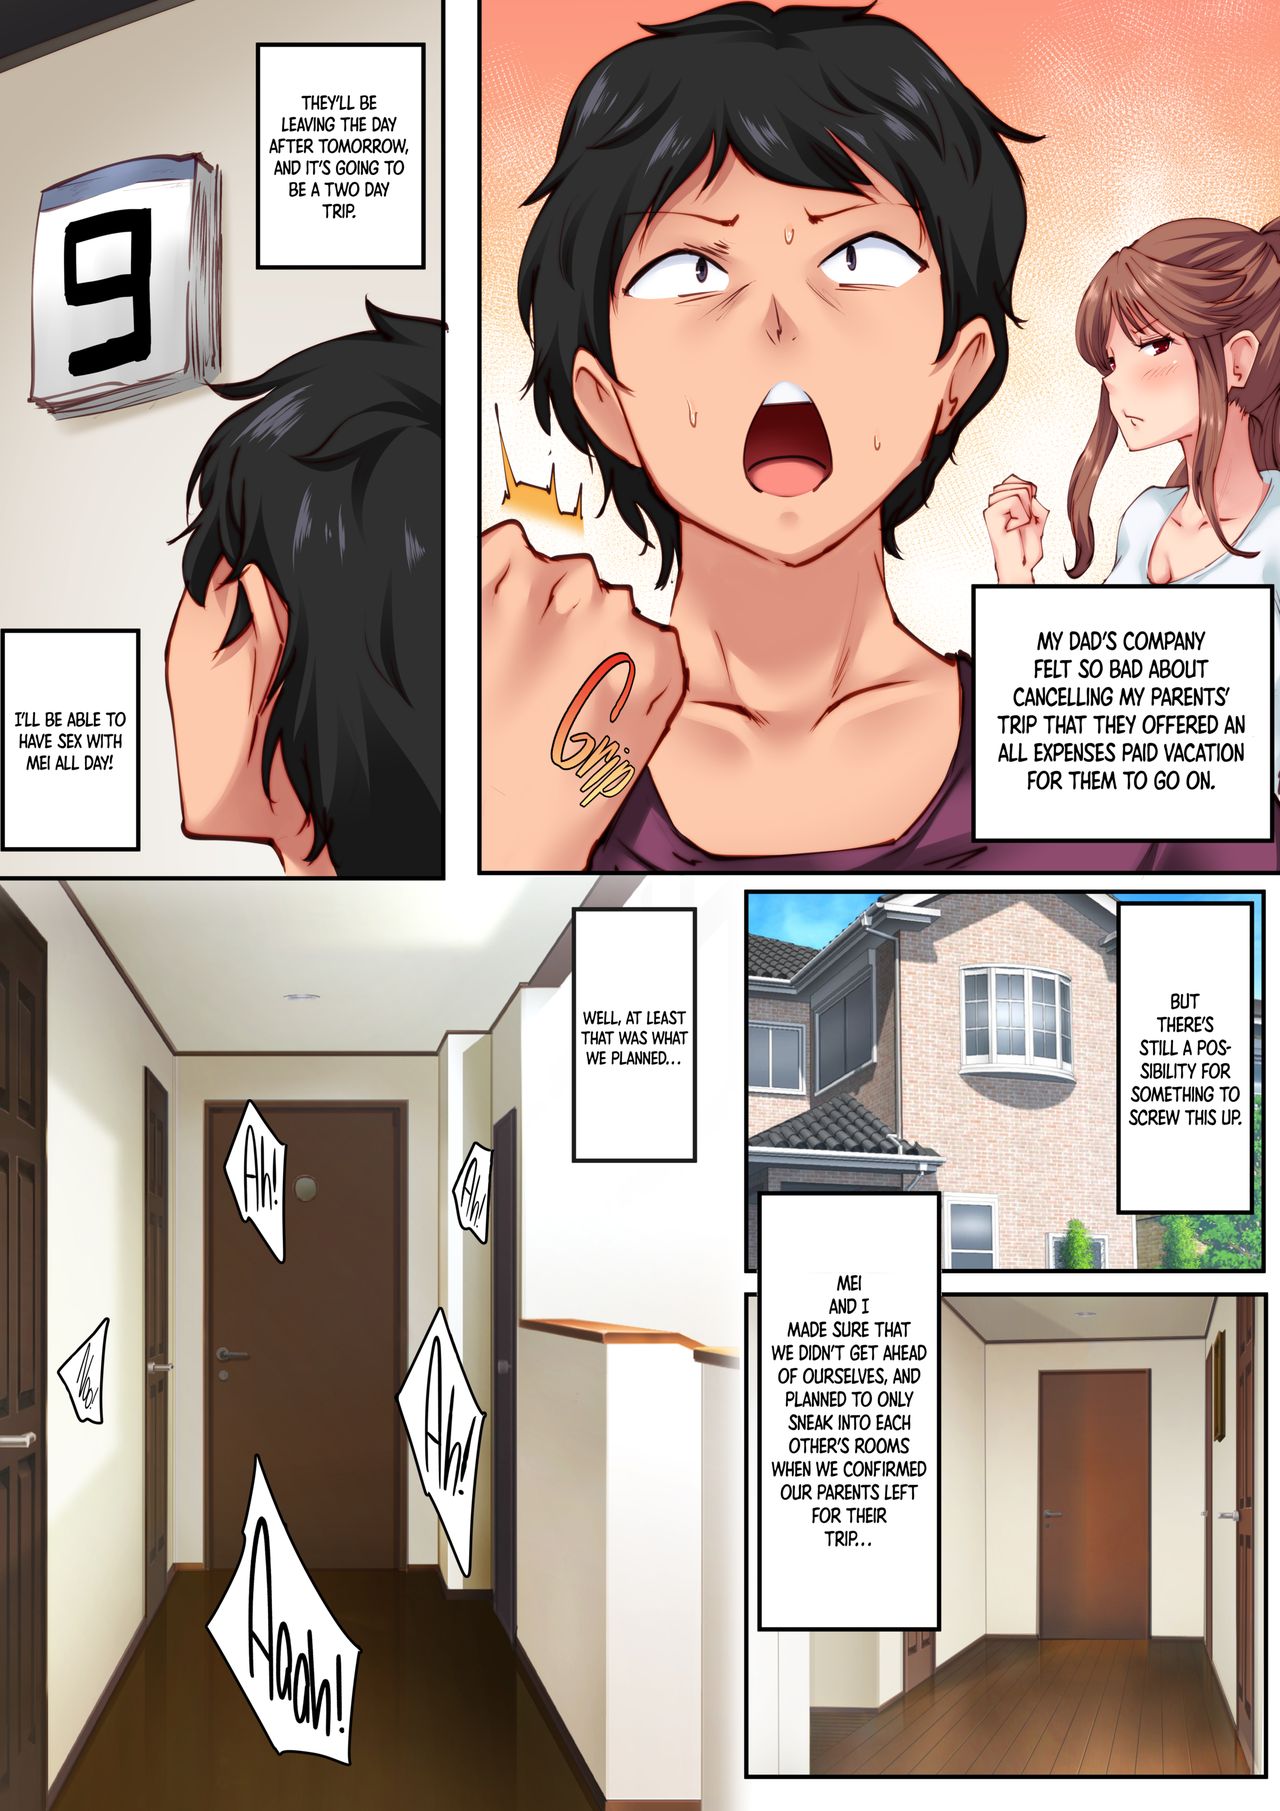 MY DAD'S COMPANY
FELT SO BAD ABOUT
CANCELLING MY PARENTS'
TRIP THAT THEY OFFERED AN
ALL EXPENSES PAID VACATION
FOR THEM TO GO ON.
Grip
THEY'LL BE
LEAVING THE DAY
AFTER TOMORROW,
AND IT'S GOING TO
BE A TWO DAY
TRIP.
9
I'LL BE ABLE TO
HAVE SEX WITH
MEI ALL DAY!
BUT
THERE'S
STILL A POS-
SIBILITY FOR
SOMETHING TO
SCREW THIS UP.
MEI
AND I
MADE SURE THAT
WE DIDN'T GET AHEAD
OF OURSELVES, AND
PLANNED TO ONLY
SNEAK INTO EACH
OTHER'S ROOMS
WHEN WE CONFIRMED
OUR PARENTS LEFT
FOR THEIR
TRIP...
WELL, AT LEAST
THAT WAS WHAT
WE PLANNED...
Ah!
Ah!
Ah!
Aaah!